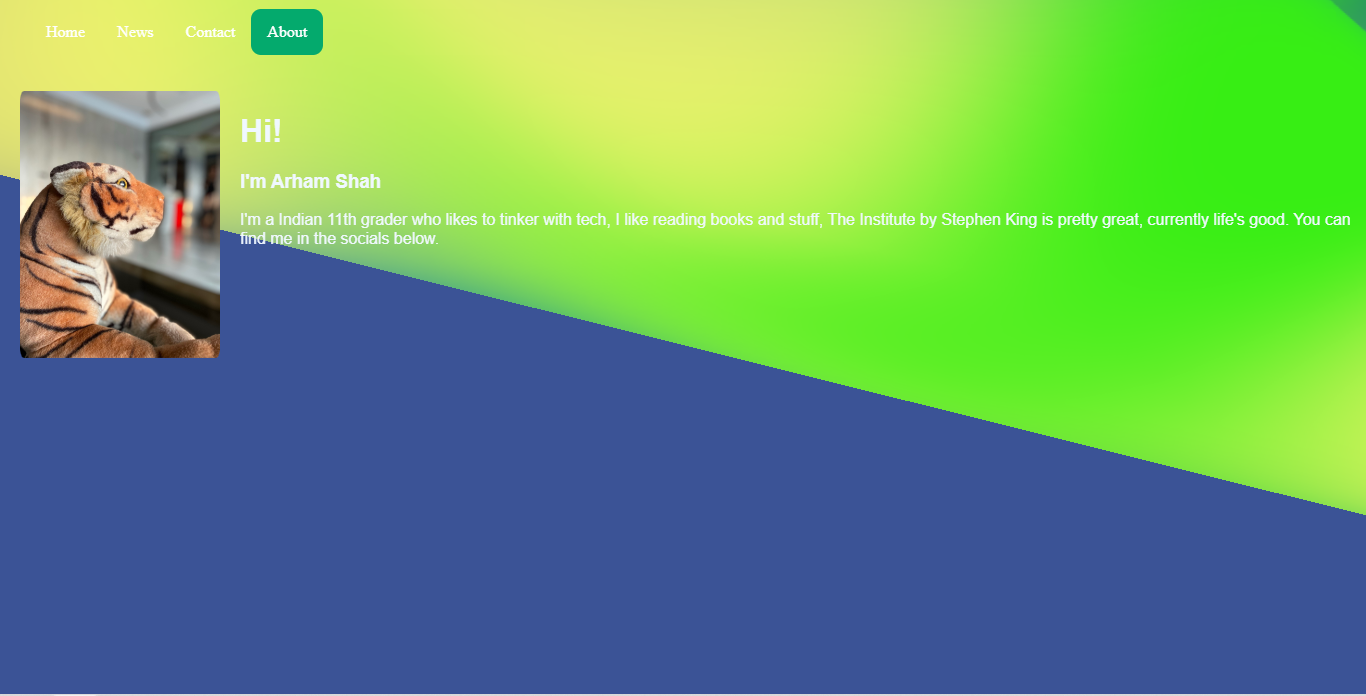 Home News Contact About
Hi!
I'm Arham Shah
I'm a Indian 11th grader who likes to tinker with tech, I like reading books and stuff, The Institute by Stephen King is pretty great, currently life's good. You can
find me in the socials below.